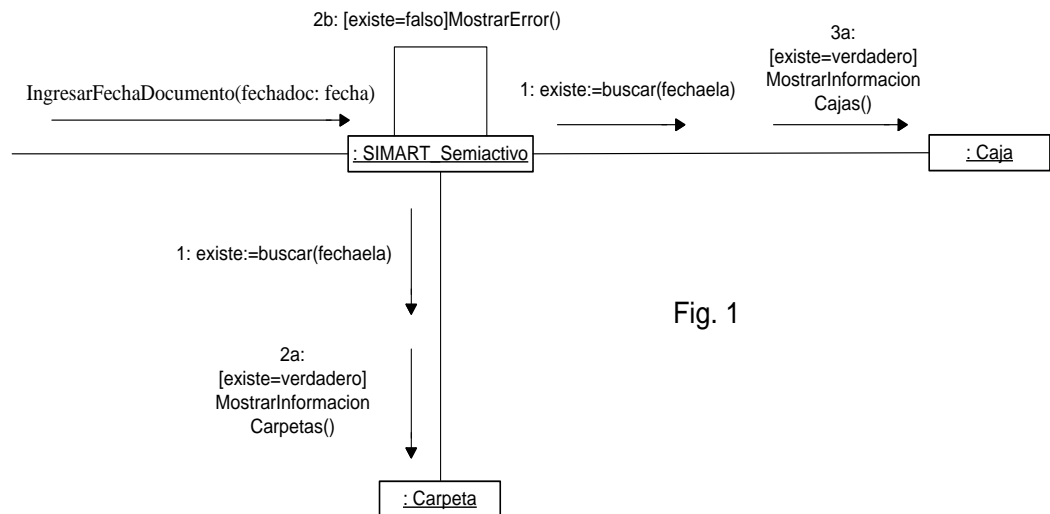 2b: [existe=falso]MostrarError()
3a:
[existe=verdadero]
MostrarInformacion
Cajas()
IngresarFechaDocumento(fechadoc: fecha)
1: existe:=buscar(fechaela)
: SIMART_Semiactivo
: Caja
1: existe:=buscar(fechaela)
Fig. 1
2a:
[existe=verdadero]
MostrarInformacion
Carpetas()
: Carpeta